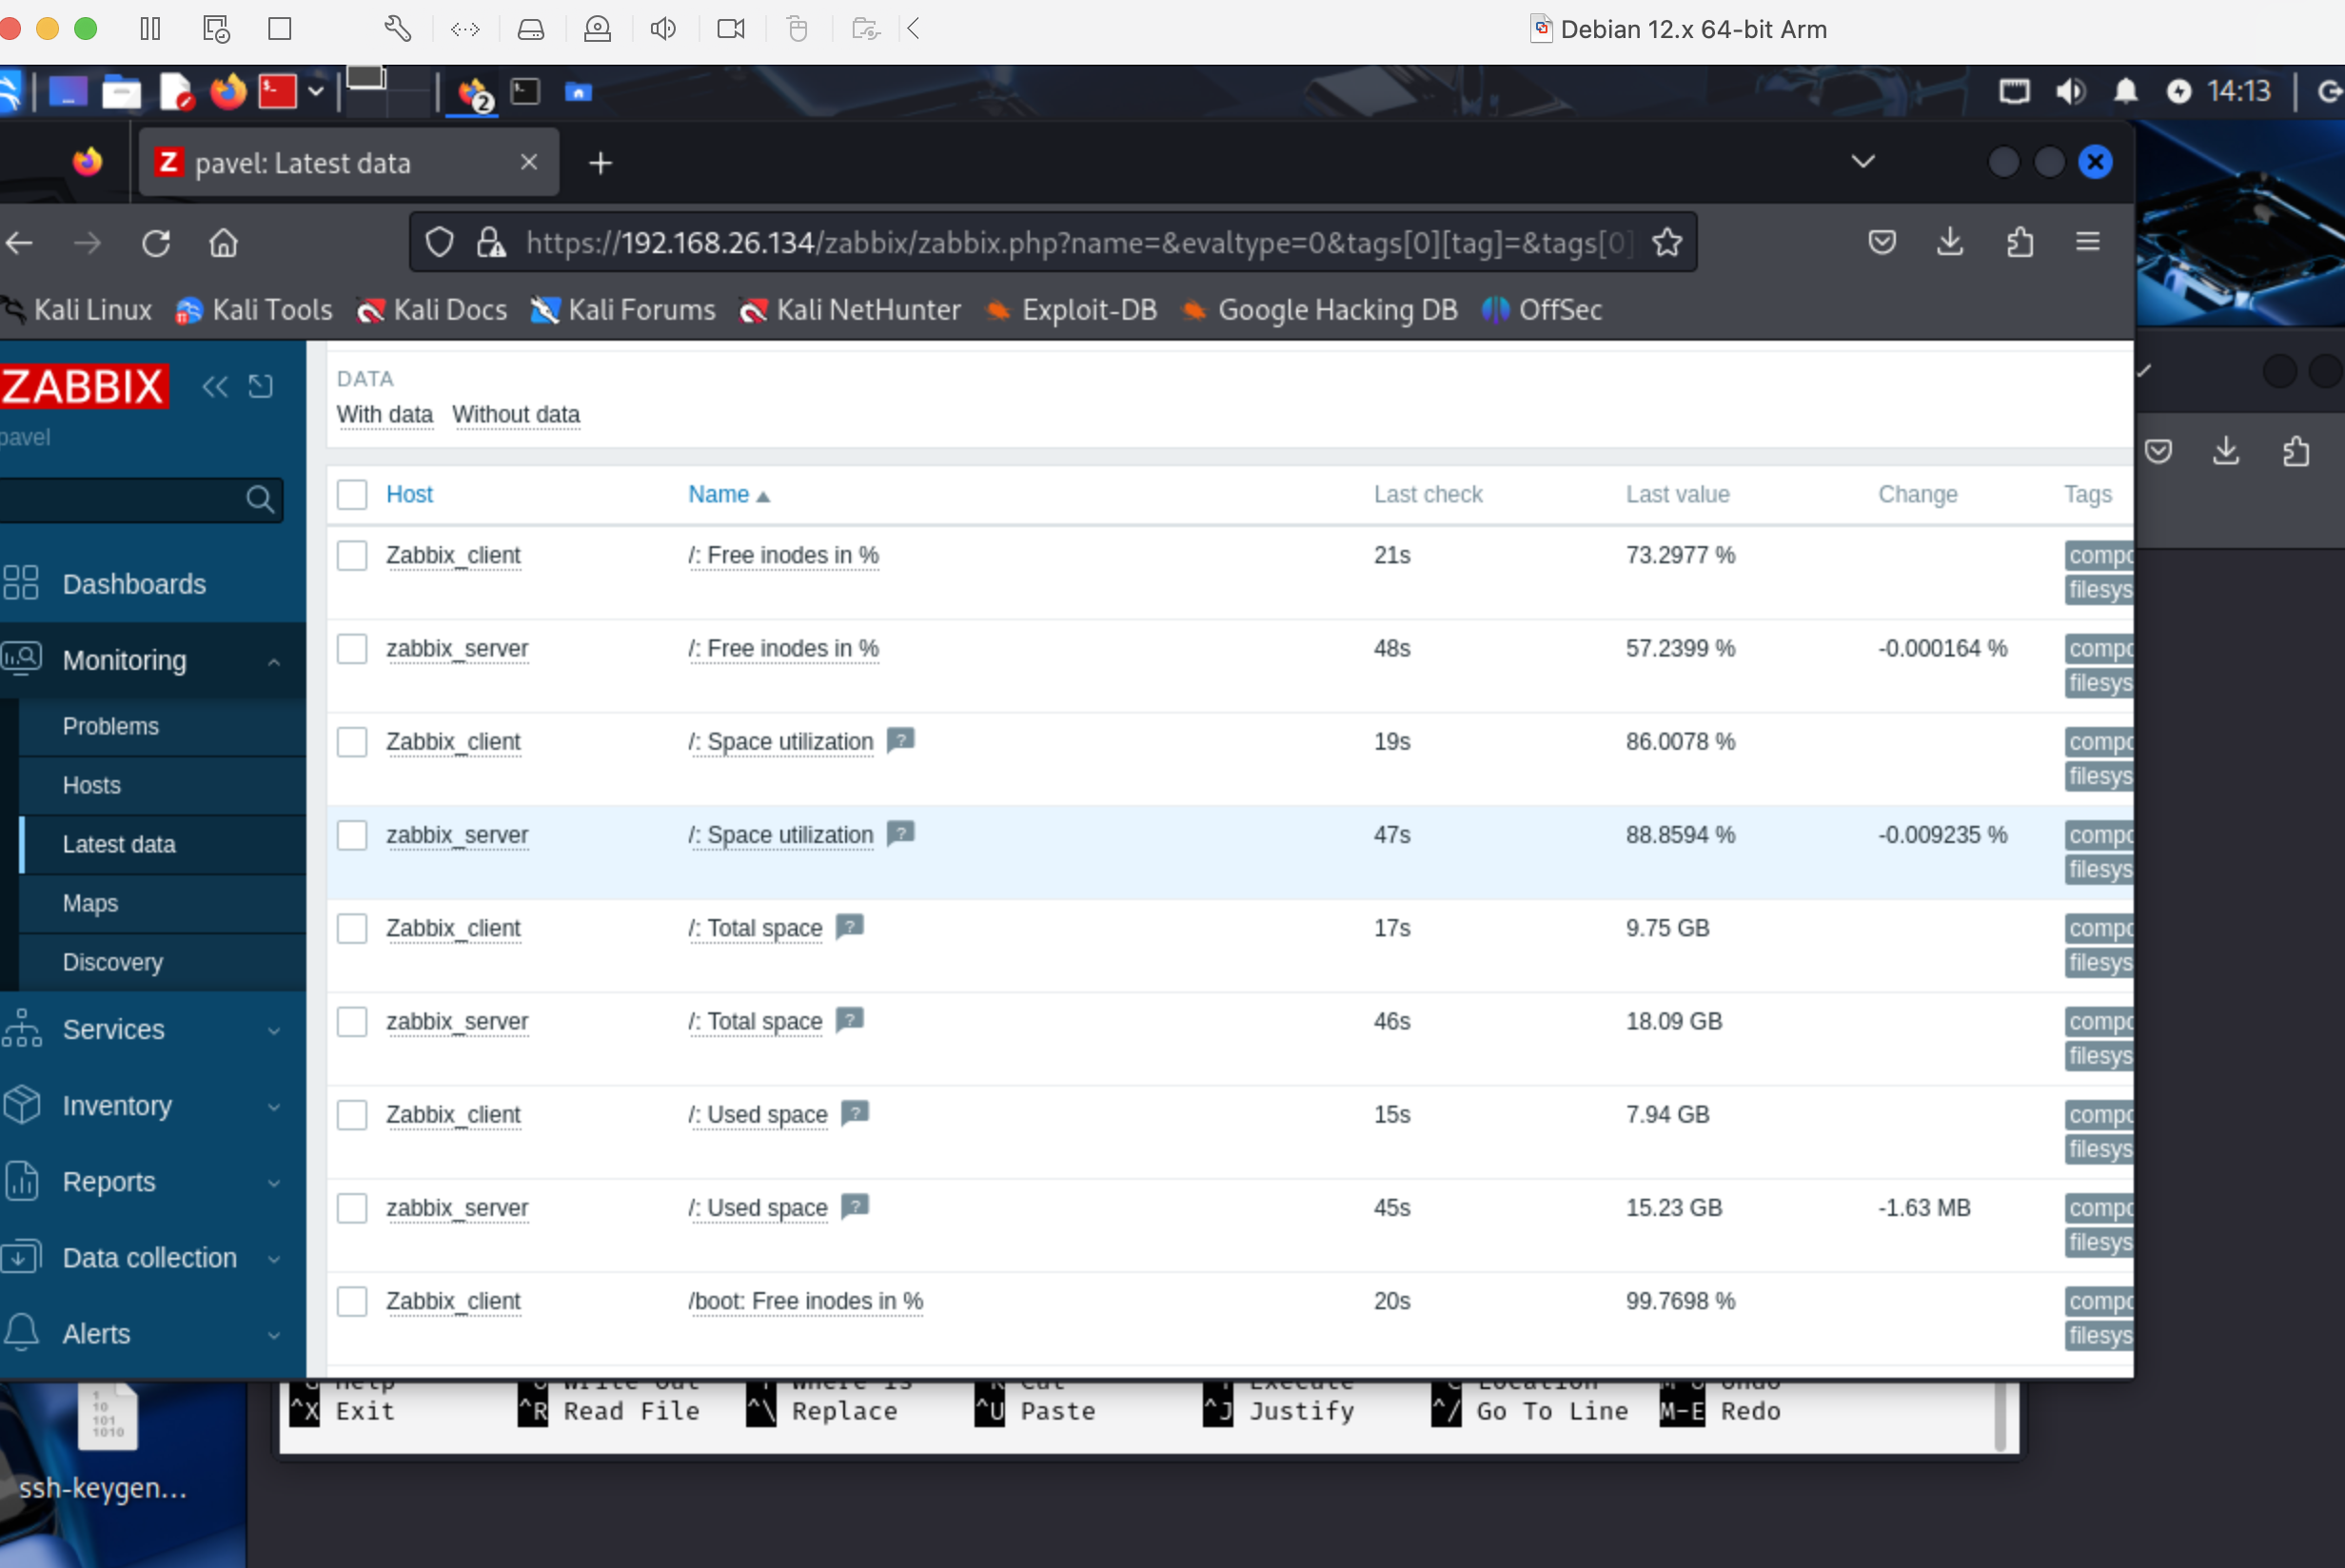 Debian 12.x 64-bit Arm
2
14:13
Z pavel: Latest data
https://192.168.26.134/zabbix/zabbix.php?name=&evaltype=0&tags[0][tag]=&tags[0]
Kali Linux Kali Tools Kali Docs Kali Forums Kali NetHunter Exploit-DB Google Hacking DB OffSec
ZABBIX
pavel
Dashboards
Monitoring
Problems
Hosts
Latest data
Maps
Discovery
Services
Inventory
Reports
Data collection
Alerts
DATA
With data Without data
Host Name Last check Last value Change Tags
Zabbix_client /: Free inodes in % 21s 73.2977 % compo
filesys
zabbix_server /: Free inodes in % 48s 57.2399 % -0.000164 % compo
filesys
Zabbix_client /: Space utilization ? 19s 86.0078 % compo
filesys
zabbix_server /: Space utilization ? 47s 88.8594 % -0.009235 % compo
filesys
Zabbix_client /: Total space ? 17s 9.75 GB compo
filesys
zabbix_server /: Total space ? 46s 18.09 GB compo
filesys
Zabbix_client /: Used space ? 15s 7.94 GB compo
filesys
zabbix_server /: Used space ? 45s 15.23 GB -1.63 MB compo
filesys
Zabbix_client /boot: Free inodes in % 20s 99.7698 % compo
filesys
^X Exit ^R Read File ^\ Replace ^U Paste ^J Justify ^/ Go To Line M-E Redo
ssh-keygen...